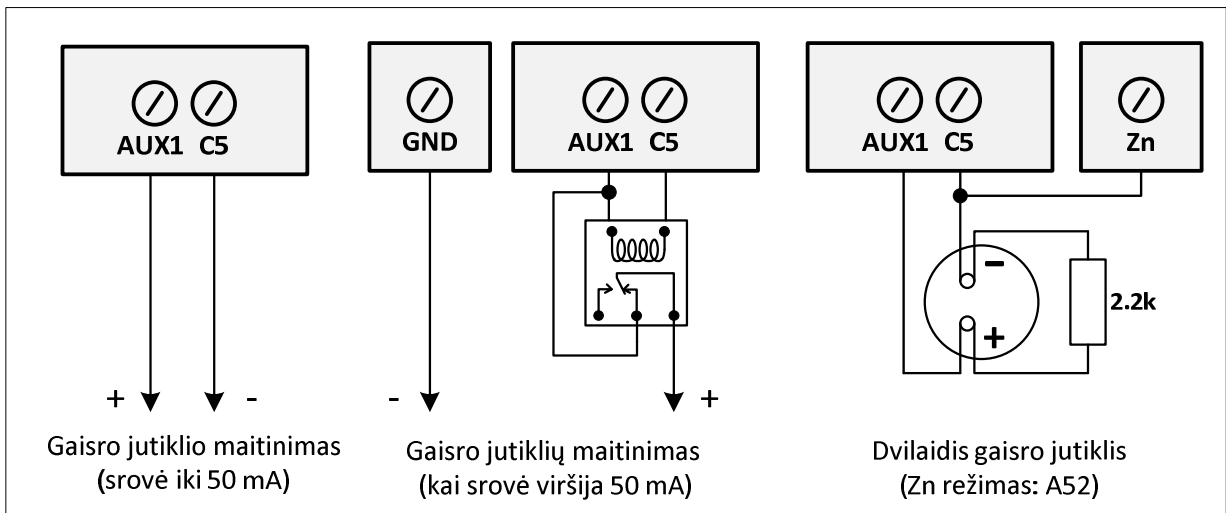 AUX1 C5
+ -
Gaisro jutiklio maitinimas
(srovė iki 50 mA)
GND
AUX1 C5
- +
Gaisro jutiklių maitinimas
(kai srovė viršija 50 mA)
AUX1 C5
Zn
-
+
2.2k
Dvilaidis gaisro jutiklis
(Zn režimas: A52)